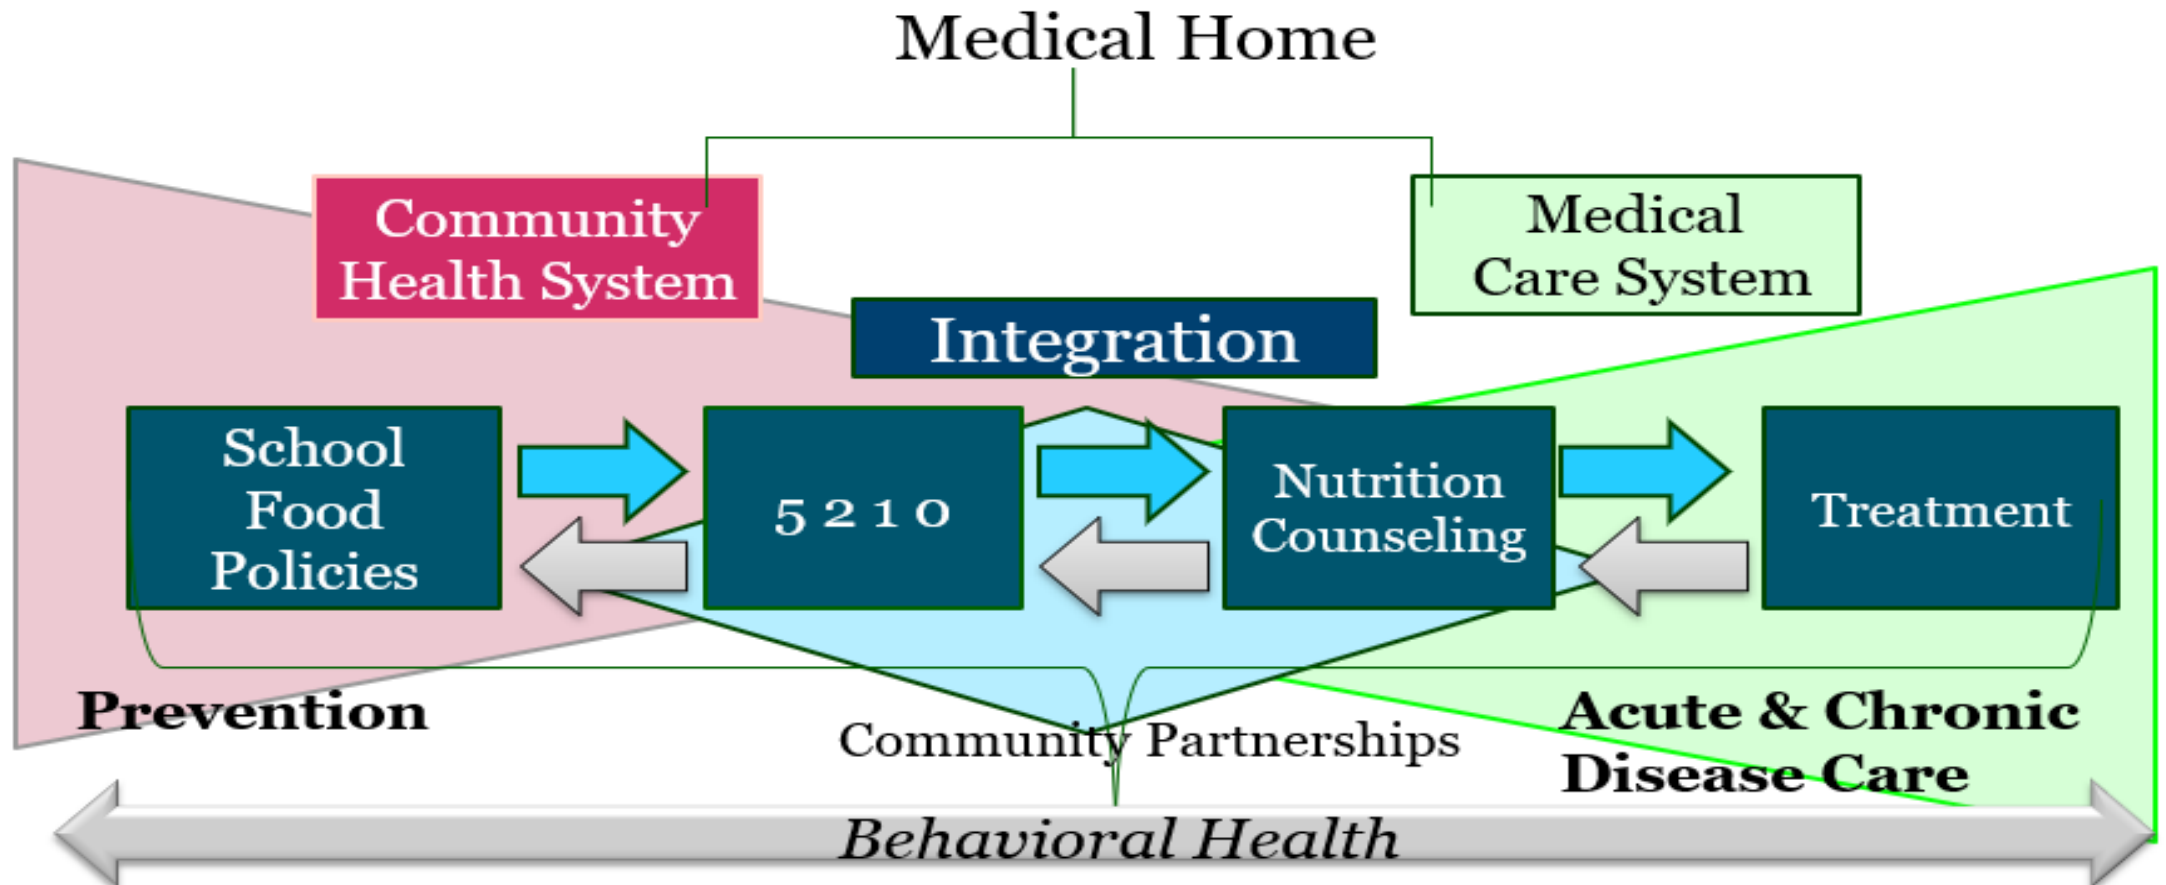 Medical Home
Community
Health System
Medical
Care System
Integration
School
Food
Policies
5 2 1 0
Nutrition
Counseling
Treatment
Prevention
Community Partnerships
Acute & Chronic
Disease Care
Behavioral Health